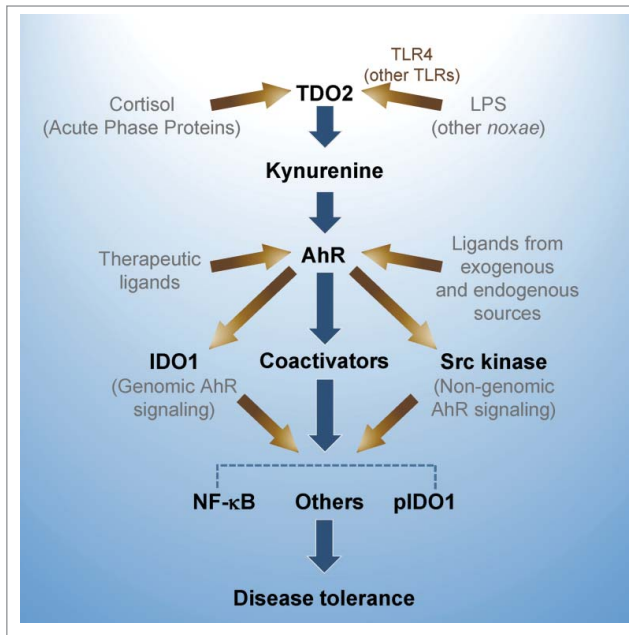 TLR4
(other TLRs)
TDO2
Cortisol
(Acute Phase Proteins)
LPS
(other noxae)
Kynurenine
AhR
Therapeutic
ligands
Ligands from
exogenous
and endogenous
sources
IDO1
(Genomic AhR
signaling)
Coactivators
Src kinase
(Non-genomic
AhR signaling)
NF-κB
Others
pIDO1
Disease tolerance